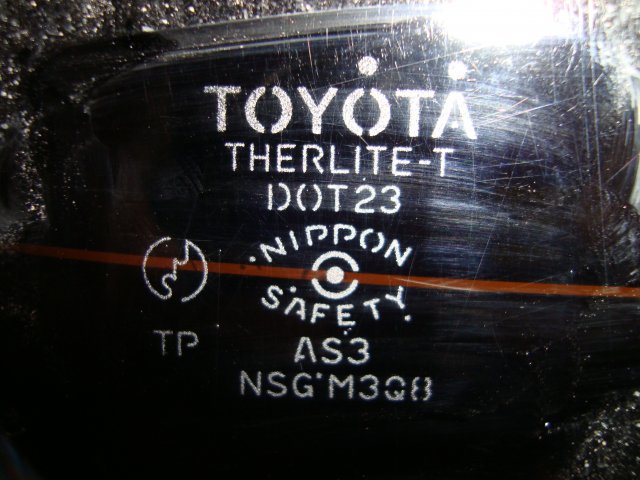 TOYOTA
THERLITE-T
DOT23
NIPPON
SAFETY
TP
AS3
NSG M3Q8